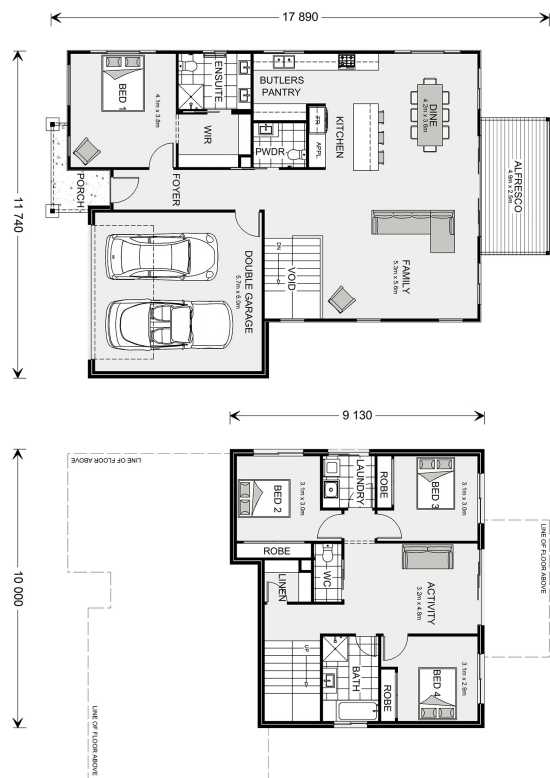 17 890
11 740
BED 1
4.1m x 3.8m
ENSUITE
WIR
BUTLERS
PANTRY
PWDR
FR
APPL.
KITCHEN
DINE
4.2m x 3.6m
ALFRESCO
4.9m x 2.5m
PORCH
FOYER
DOUBLE GARAGE
5.7m x 6.0m
DN
VOID
FAMILY
5.3m x 5.6m
9 130
10 000
LINE OF FLOOR ABOVE
BED 2
3.1m x 3.0m
LAUNDRY
ROBE
BED 3
3.1m x 3.0m
LINE OF FLOOR ABOVE
ROBE
WC
LINEN
ACTIVITY
3.2m x 4.8m
UP
BATH
ROBE
BED 4
3.1m x 2.9m
LINE OF FLOOR ABOVE